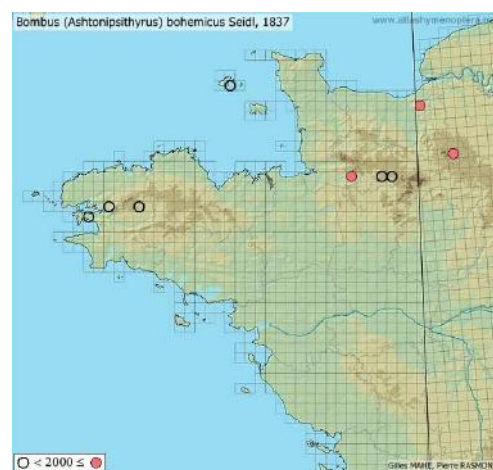 Bombus (Ashtonipsithyrus) bohemicus Seidl, 1837
www.atlashymenoptera.net
< 2000 ≤
Gilles MAHE, Pierre RASMONT